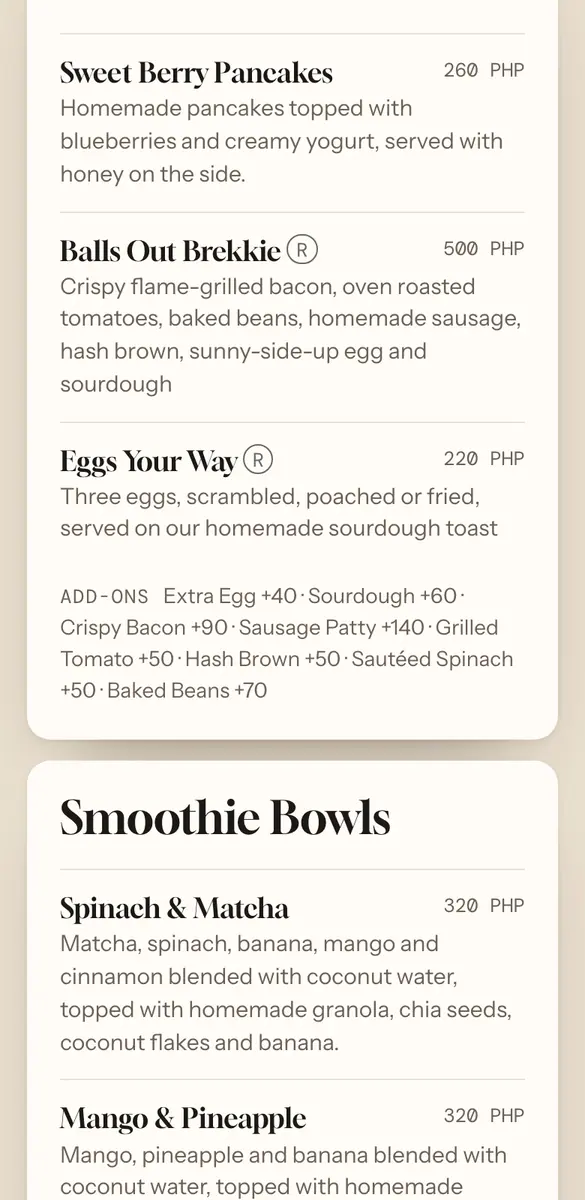 Sweet Berry Pancakes 260 PHP
Homemade pancakes topped with
blueberries and creamy yogurt, served with
honey on the side.
Balls Out Brekkie Ⓡ 500 PHP
Crispy flame-grilled bacon, oven roasted
tomatoes, baked beans, homemade sausage,
hash brown, sunny-side-up egg and
sourdough
Eggs Your Way Ⓡ 220 PHP
Three eggs, scrambled, poached or fried,
served on our homemade sourdough toast
ADD-ONS Extra Egg +40 · Sourdough +60 ·
Crispy Bacon +90 · Sausage Patty +140 · Grilled
Tomato +50 · Hash Brown +50 · Sautéed Spinach
+50 · Baked Beans +70
Smoothie Bowls
Spinach & Matcha 320 PHP
Matcha, spinach, banana, mango and
cinnamon blended with coconut water,
topped with homemade granola, chia seeds,
coconut flakes and banana.
Mango & Pineapple 320 PHP
Mango, pineapple and banana blended with
coconut water, topped with homemade